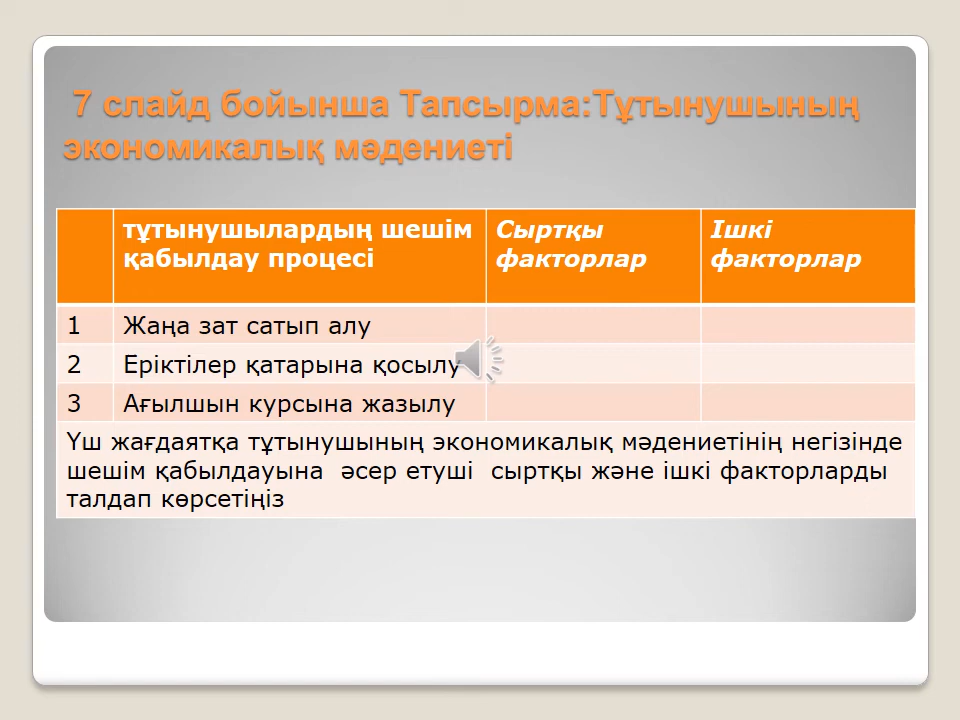 7 слайд бойынша Тапсырма:Тұтынушының
экономикалық мәдениеті
тұтынушылардың шешім
қабылдау процесі
Сыртқы
факторлар
Ішкі
факторлар
1 Жаңа зат сатып алу
2 Еріктілер қатарына қосылу
3 Ағылшын курсына жазылу
Үш жағдаятқа тұтынушының экономикалық мәдениетінің негізінде
шешім қабылдауына әсер етуші сыртқы және ішкі факторларды
талдап көрсетіңіз